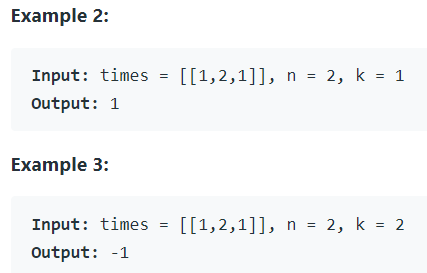 Example 2:
Input: times = [[1,2,1]], n = 2, k = 1
Output: 1
Example 3:
Input: times = [[1,2,1]], n = 2, k = 2
Output: -1